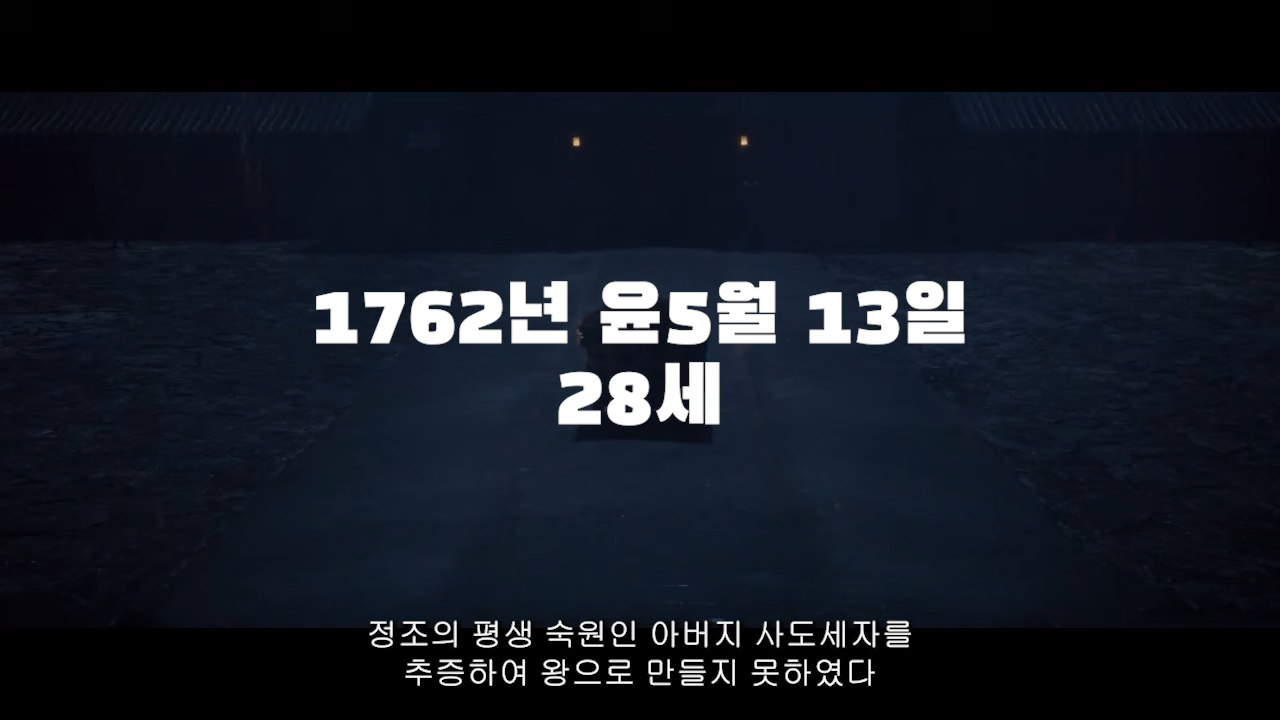 1762년 윤5월 13일
28세
정조의 평생 숙원인 아버지 사도세자를
추증하여 왕으로 만들지 못하였다